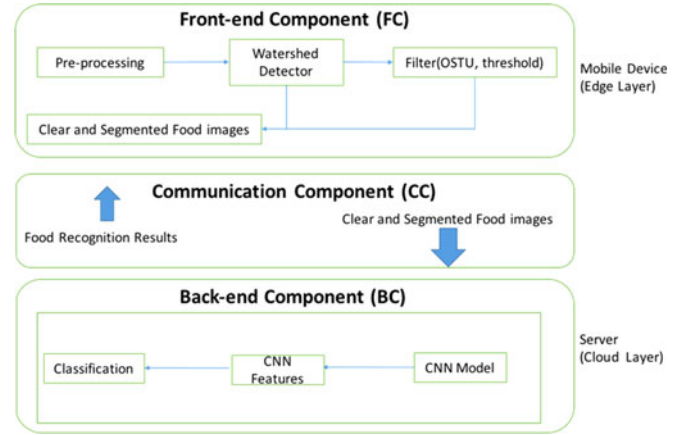 Front-end Component (FC)
Pre-processing
Watershed
Detector
Filter(OSTU, threshold)
Mobile Device
(Edge Layer)
Clear and Segmented Food images
Communication Component (CC)
Food Recognition Results
Clear and Segmented Food images
Back-end Component (BC)
Classification
CNN
Features
CNN Model
Server
(Cloud Layer)